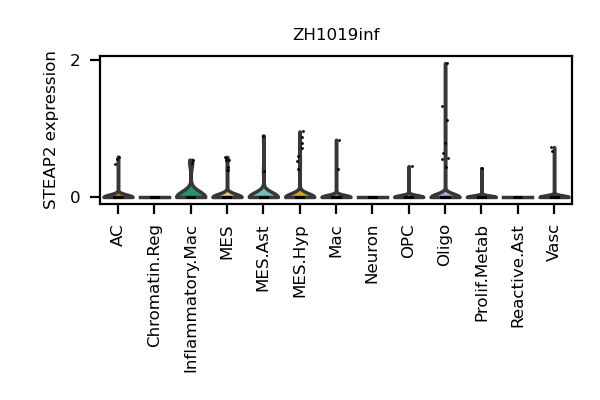 ZH1019inf
STEAP2 expression
2
0
AC
Chromatin.Reg
Inflammatory.Mac
MES
MES.Ast
MES.Hyp
Mac
Neuron
OPC
Oligo
Prolif.Metab
Reactive.Ast
Vasc